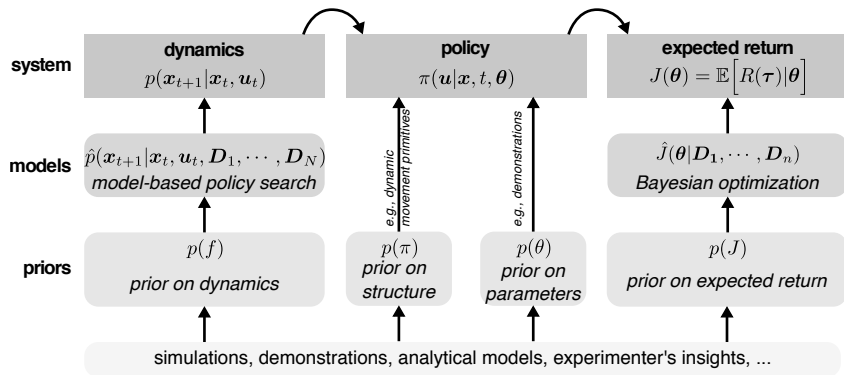 system
dynamics
p(x_{t+1}|x_t, u_t)
policy
π(u|x, t, θ)
expected return
J(θ) = 𝔼[R(τ)|θ]
models
p̂(x_{t+1}|x_t, u_t, D_1, ⋯, D_N)
model-based policy search
e.g., dynamic
movement primitives
e.g., demonstrations
Ĵ(θ|D_1, ⋯, D_n)
Bayesian optimization
priors
p(f)
prior on dynamics
p(π)
prior on
structure
p(θ)
prior on
parameters
p(J)
prior on expected return
simulations, demonstrations, analytical models, experimenter's insights, ...